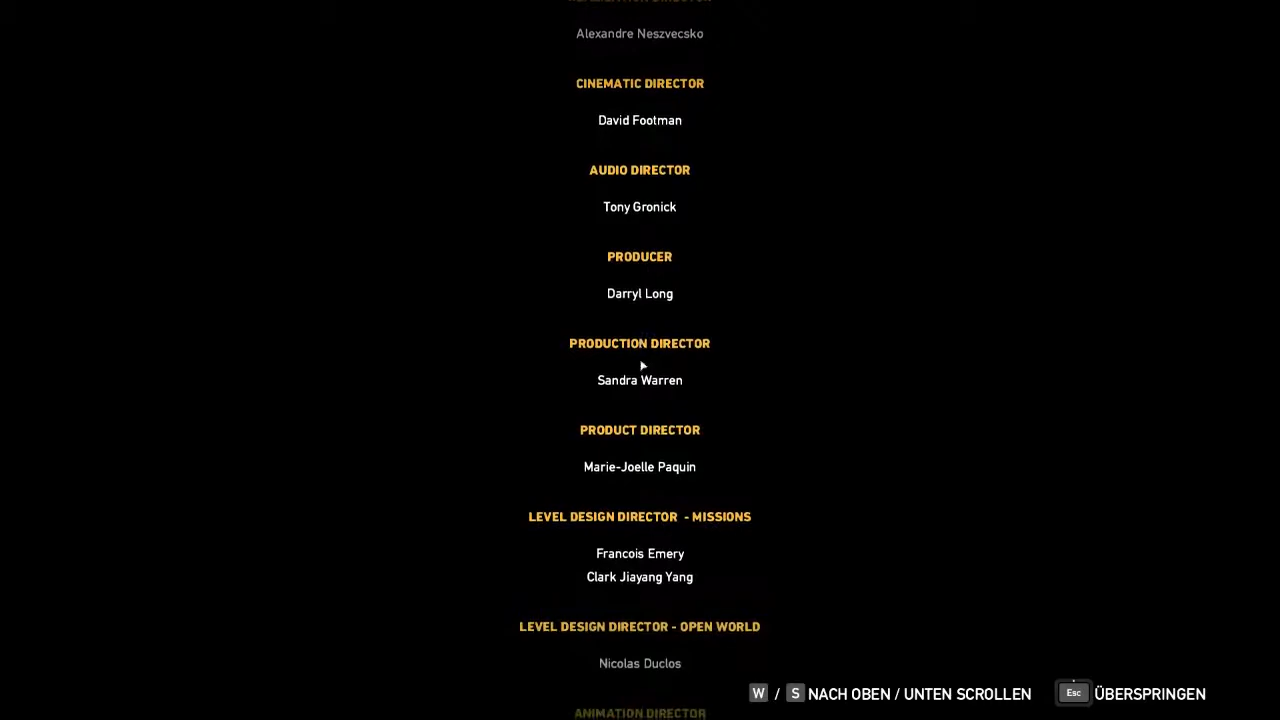 Alexandre Neszvecsko
CINEMATIC DIRECTOR
David Footman
AUDIO DIRECTOR
Tony Gronick
PRODUCER
Darryl Long
PRODUCTION DIRECTOR
Sandra Warren
PRODUCT DIRECTOR
Marie-Joelle Paquin
LEVEL DESIGN DIRECTOR - MISSIONS
Francois Emery
Clark Jiayang Yang
LEVEL DESIGN DIRECTOR - OPEN WORLD
Nicolas Duclos
W / S NACH OBEN / UNTEN SCROLLEN Esc ÜBERSPRINGEN
ANIMATION DIRECTOR